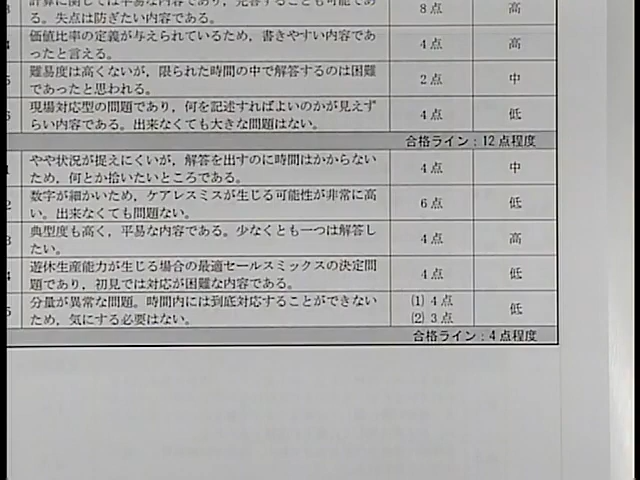 計算に関しては平易な内容であり，完答することも可能であ
る。失点は防ぎたい内容である。
8点
高
4
価値比率の定義が与えられているため，書きやすい内容であ
ったと言える。
4点
高
5
難易度は高くないが，限られた時間の中で解答するのは困難
であったと思われる。
2点
中
6
現場対応型の問題であり，何を記述すればよいのかが見えず
らい内容である。出来なくても大きな問題はない。
4点
低
合格ライン：12点程度
1
やや状況が捉えにくいが，解答を出すのに時間はかからない
ため，何とか拾いたいところである。
4点
中
2
数字が細かいため，ケアレスミスが生じる可能性が非常に高
い。出来なくても問題ない。
6点
低
3
典型度も高く，平易な内容である。少なくとも一つは解答し
たい。
4点
高
4
遊休生産能力が生じる場合の最適セールスミックスの決定問
題であり，初見では対応が困難な内容である。
4点
低
5
分量が異常な問題。時間内には到底対応することができない
ため，気にする必要はない。
(1) 4点
(2) 3点
低
合格ライン：4点程度